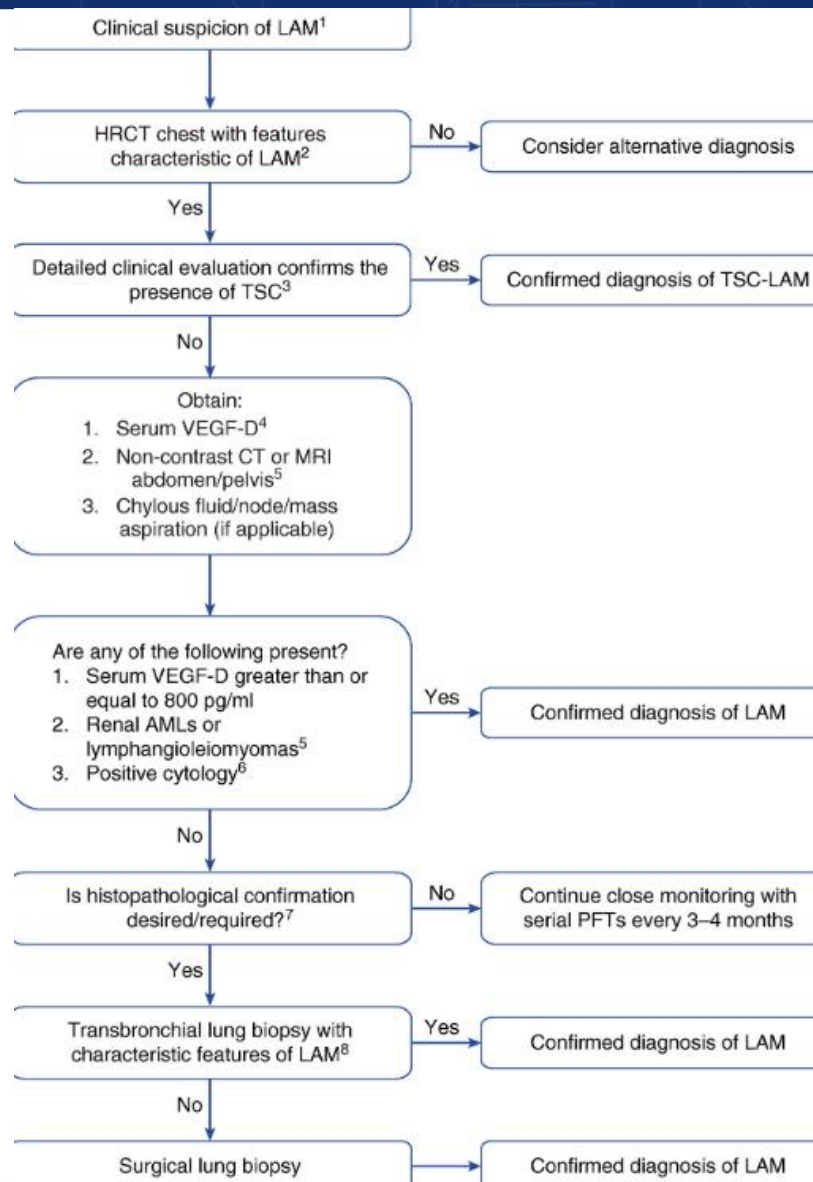 Clinical suspicion of LAM¹
HRCT chest with features
characteristic of LAM²
No
Consider alternative diagnosis
Yes
Detailed clinical evaluation confirms the
presence of TSC³
Yes
Confirmed diagnosis of TSC-LAM
No
Obtain:
1. Serum VEGF-D⁴
2. Non-contrast CT or MRI
abdomen/pelvis⁵
3. Chylous fluid/node/mass
aspiration (if applicable)
Are any of the following present?
1. Serum VEGF-D greater than or
equal to 800 pg/ml
2. Renal AMLs or
lymphangioleiomyomas⁵
3. Positive cytology⁶
Yes
Confirmed diagnosis of LAM
No
Is histopathological confirmation
desired/required?⁷
No
Continue close monitoring with
serial PFTs every 3–4 months
Yes
Transbronchial lung biopsy with
characteristic features of LAM⁸
Yes
Confirmed diagnosis of LAM
No
Surgical lung biopsy
Confirmed diagnosis of LAM